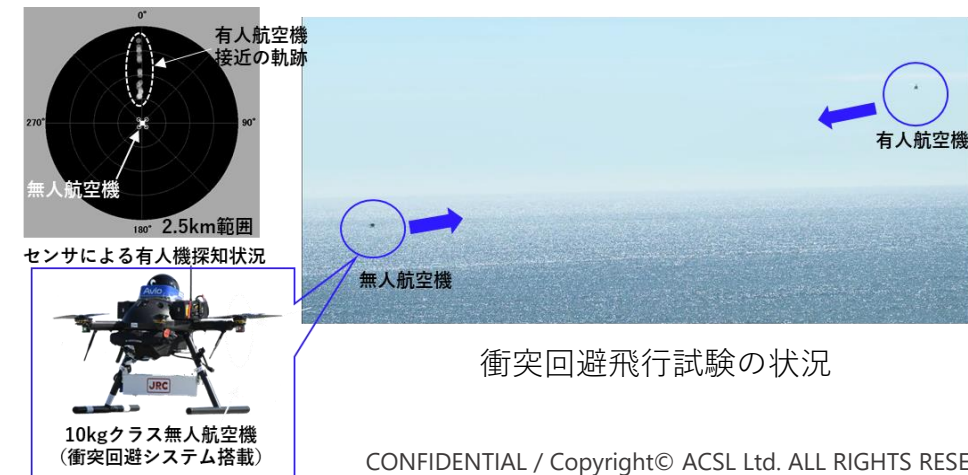 0°
有人航空機
接近の軌跡
270°
90°
無人航空機
180°
2.5km範囲
センサによる有人機探知状況
有人航空機
無人航空機
Avio
JRC
10kgクラス無人航空機
（衝突回避システム搭載）
衝突回避飛行試験の状況
CONFIDENTIAL / Copyright© ACSL Ltd. ALL RIGHTS RESE